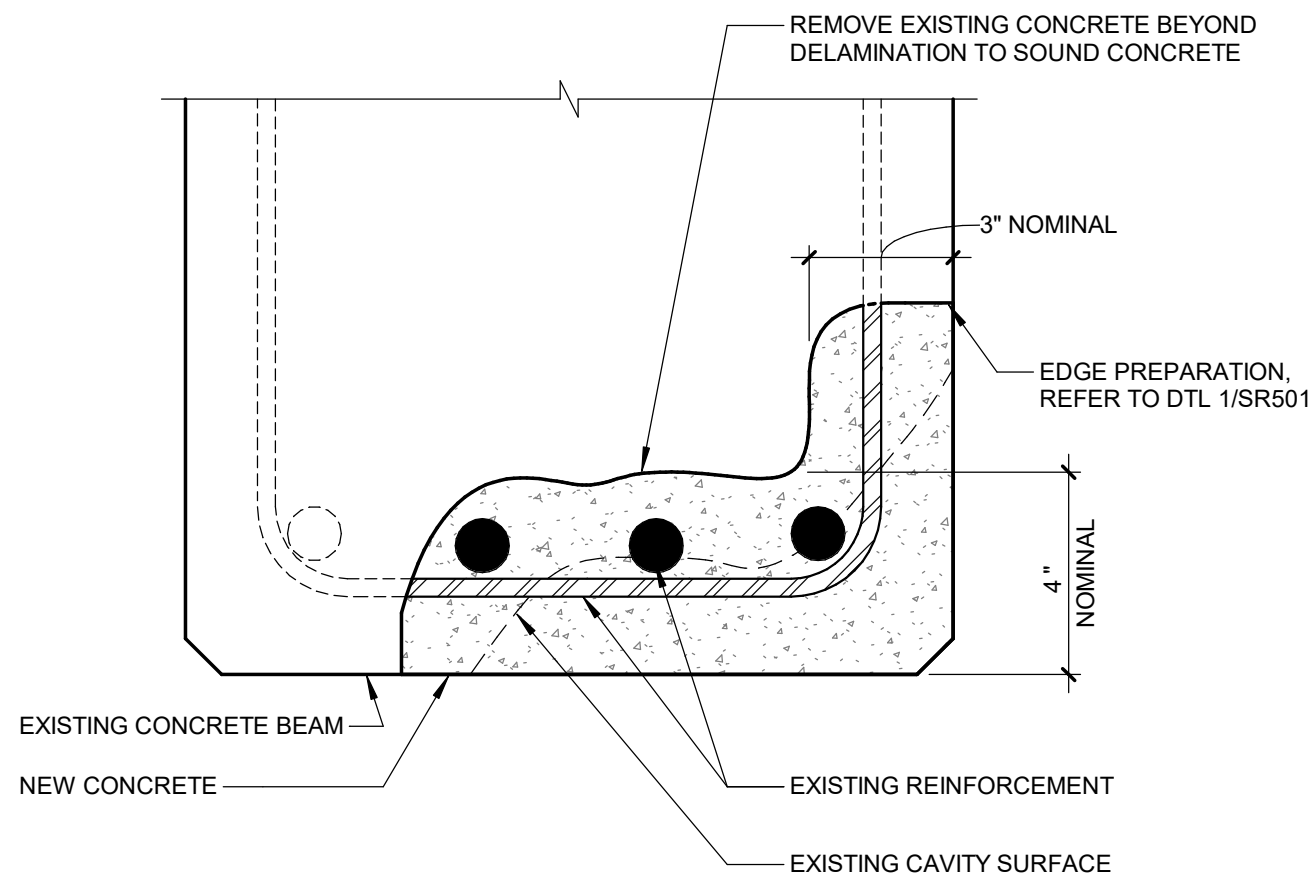 REMOVE EXISTING CONCRETE BEYOND
DELAMINATION TO SOUND CONCRETE
3" NOMINAL
EDGE PREPARATION,
REFER TO DTL 1/SR501
4"
NOMINAL
EXISTING CONCRETE BEAM
NEW CONCRETE
EXISTING REINFORCEMENT
EXISTING CAVITY SURFACE